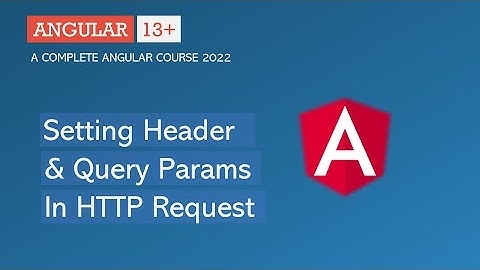 ANGULAR 13+
A COMPLETE ANGULAR COURSE 2022
Setting Header
& Query Params
In HTTP Request
A